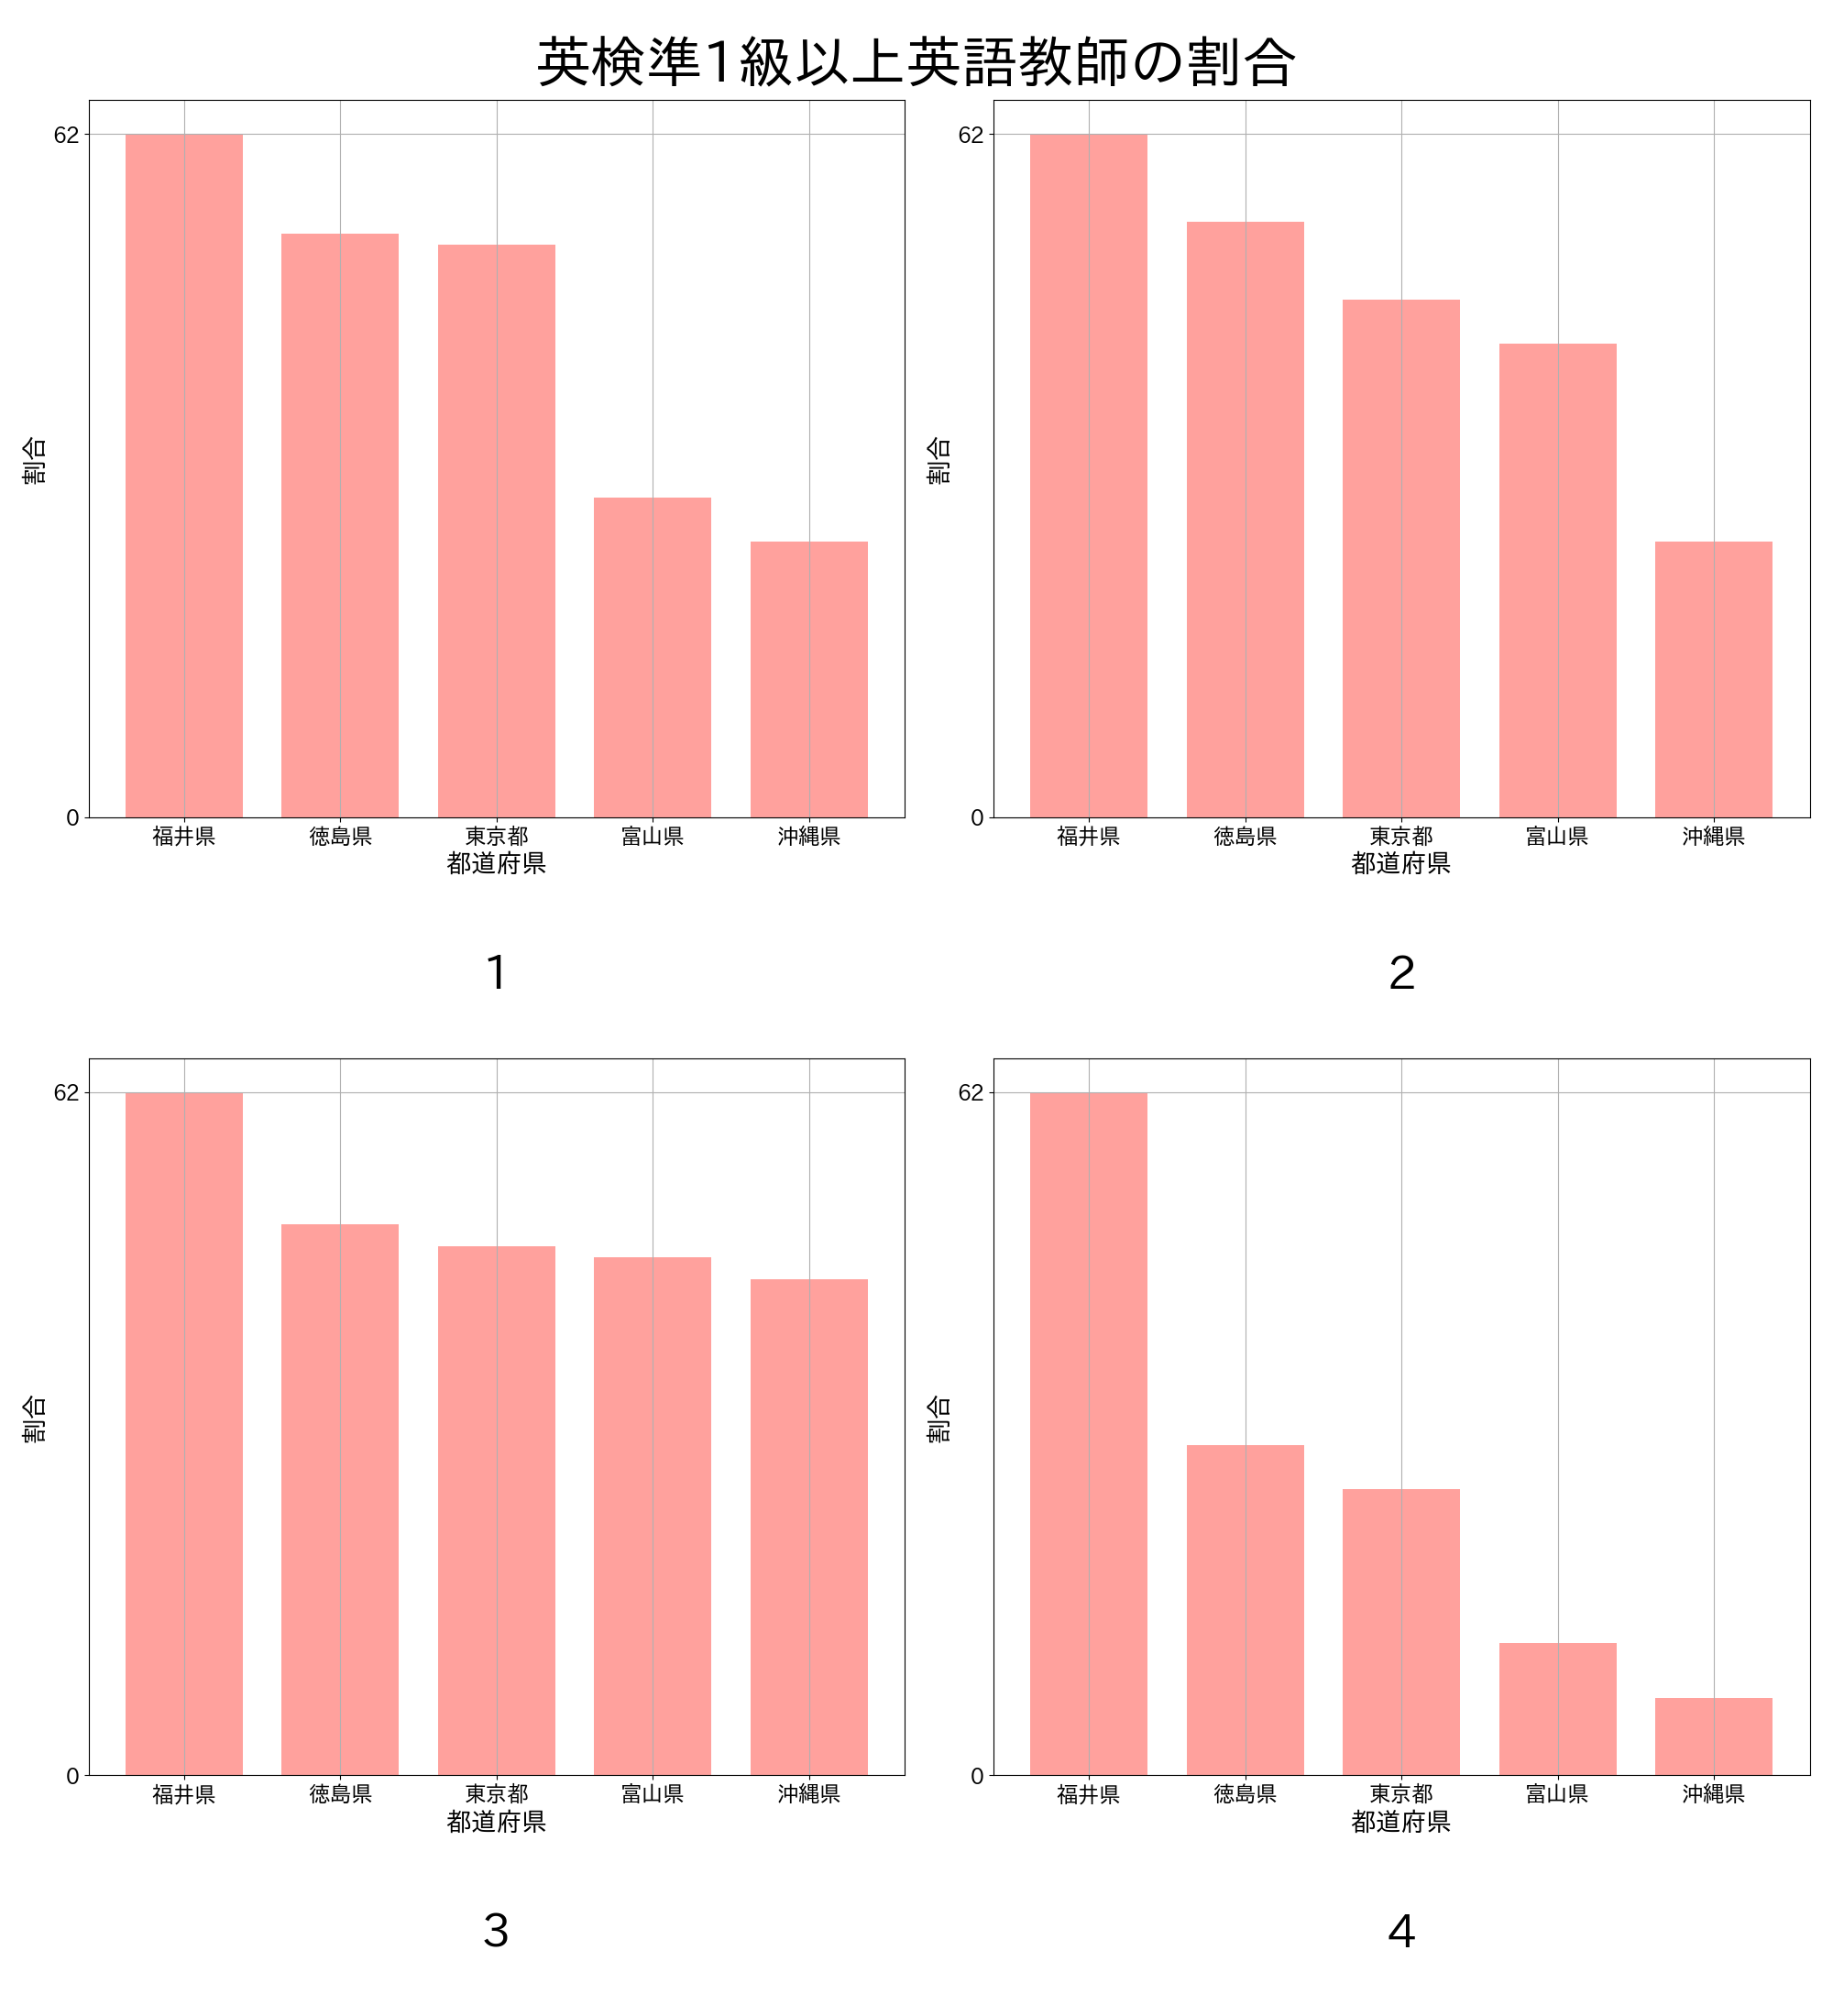 英検準1級以上英語教師の割合
62
0
割合
福井県 徳島県 東京都 富山県 沖縄県
都道府県
1
62
0
割合
福井県 徳島県 東京都 富山県 沖縄県
都道府県
2
62
0
割合
福井県 徳島県 東京都 富山県 沖縄県
都道府県
3
62
0
割合
福井県 徳島県 東京都 富山県 沖縄県
都道府県
4